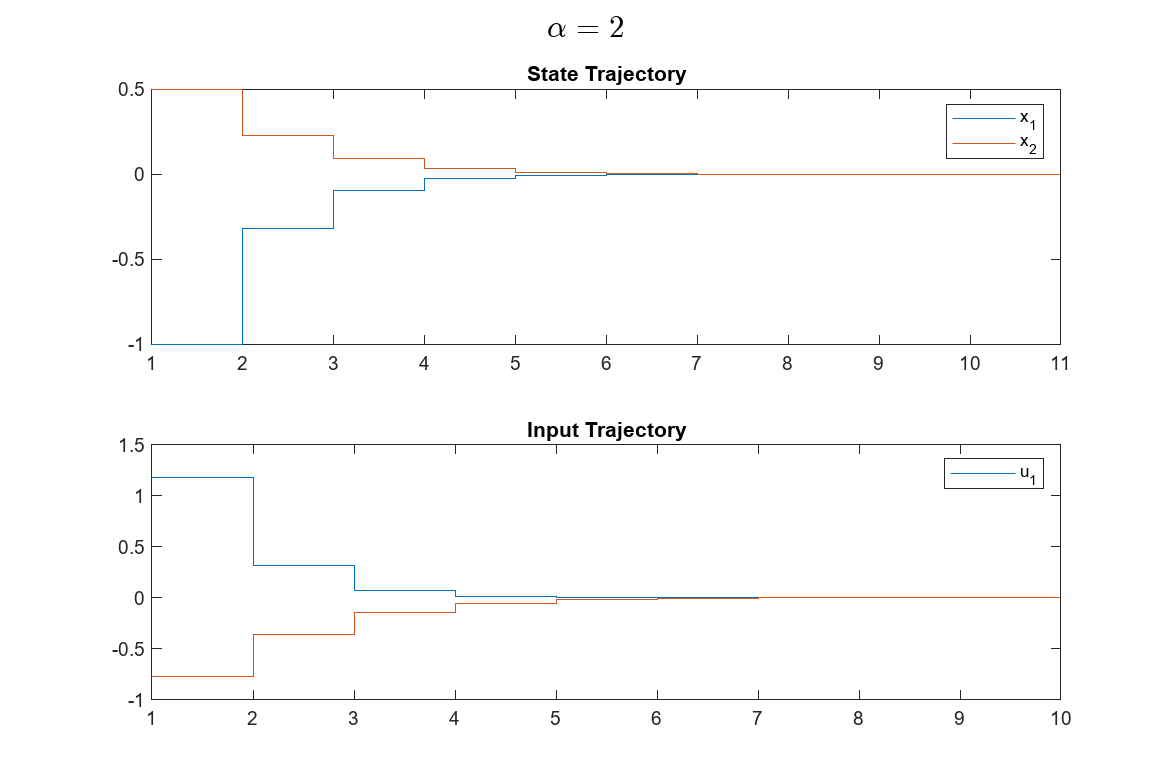 α = 2
State Trajectory
0.5
0
-0.5
-1
1 2 3 4 5 6 7 8 9 10 11
x₁
x₂
Input Trajectory
1.5
1
0.5
0
-0.5
-1
1 2 3 4 5 6 7 8 9 10
u₁